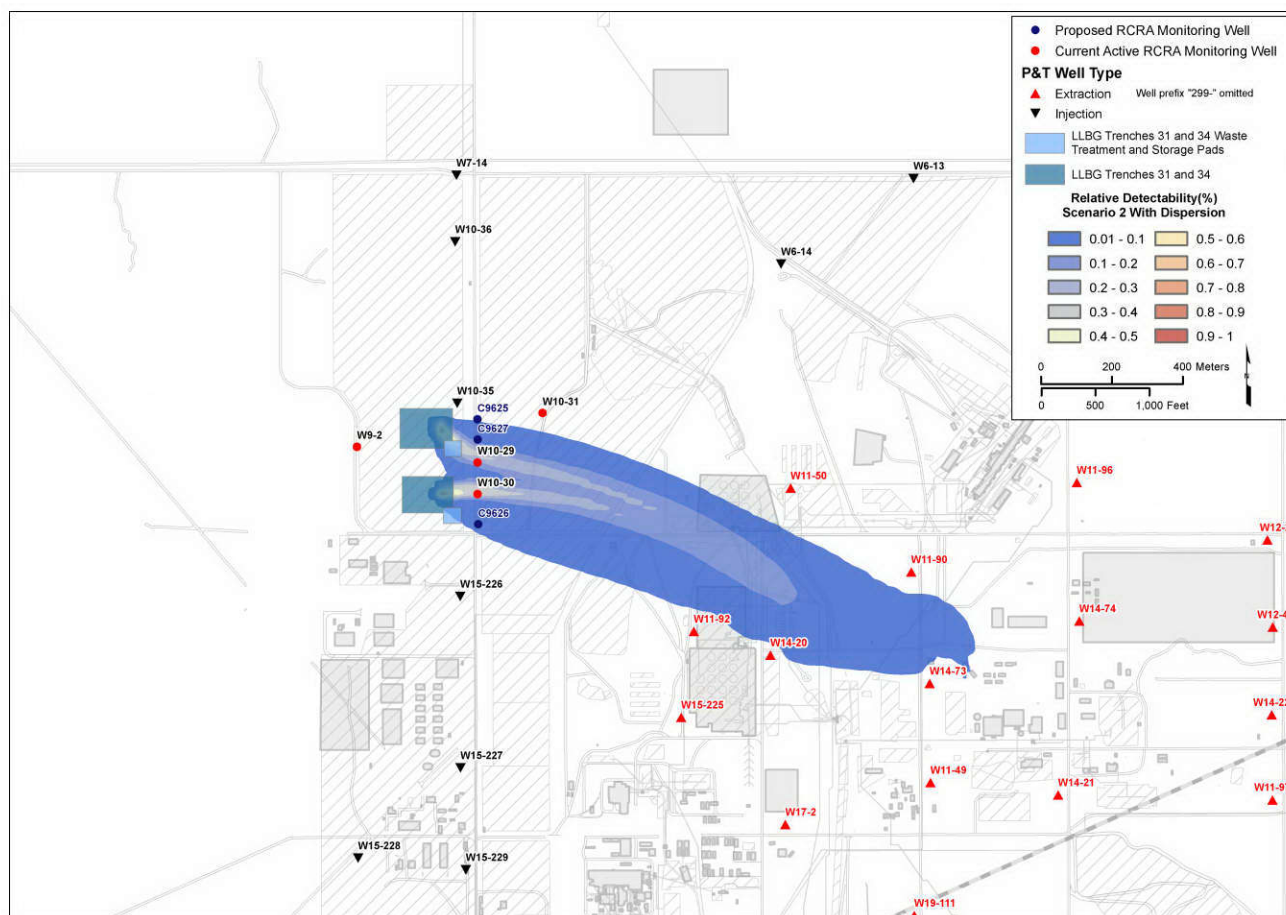 Proposed RCRA Monitoring Well
Current Active RCRA Monitoring Well
P&T Well Type
Extraction
Well prefix "299-" omitted
Injection
LLBG Trenches 31 and 34 Waste
Treatment and Storage Pads
LLBG Trenches 31 and 34
Relative Detectability(%)
Scenario 2 With Dispersion
0.01 - 0.1
0.5 - 0.6
0.1 - 0.2
0.6 - 0.7
0.2 - 0.3
0.7 - 0.8
0.3 - 0.4
0.8 - 0.9
0.4 - 0.5
0.9 - 1
0 200 400 Meters
0 500 1,000 Feet
W7-14
W6-13
W10-36
W6-14
W10-35
C9625
W10-31
C9627
W9-2
W10-29
W10-30
C9626
W11-50
W11-96
W12-
W11-90
W15-226
W11-92
W14-20
W14-74
W12-4
W14-73
W15-225
W14-22
W15-227
W11-49
W14-21
W11-97
W17-2
W15-228
W15-229
W19-111